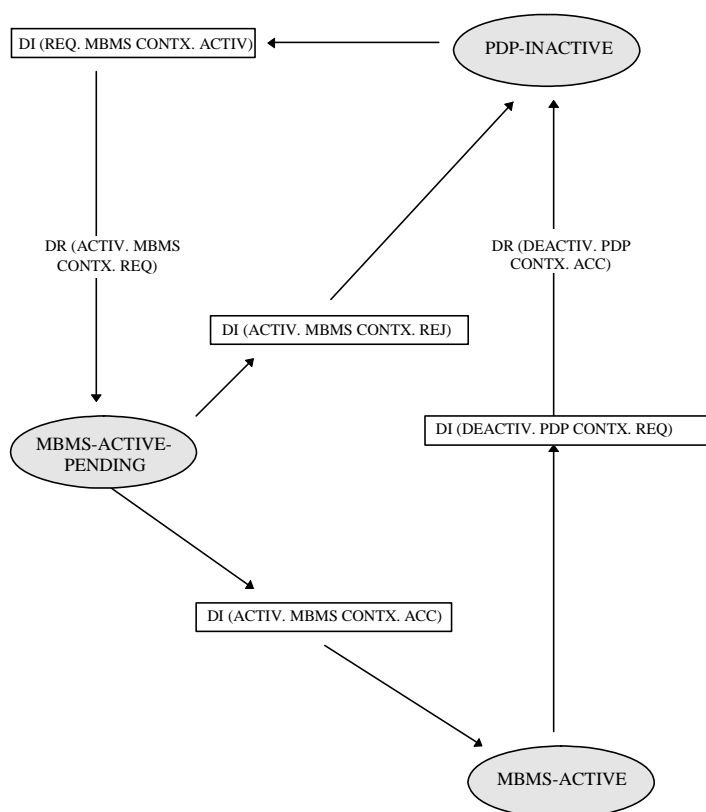 DI (REQ. MBMS CONTX. ACTIV)
PDP-INACTIVE
DR (ACTIV. MBMS
CONTX. REQ)
DR (DEACTIV. PDP
CONTX. ACC)
DI (ACTIV. MBMS CONTX. REJ)
MBMS-ACTIVE-
PENDING
DI (DEACTIV. PDP CONTX. REQ)
DI (ACTIV. MBMS CONTX. ACC)
MBMS-ACTIVE